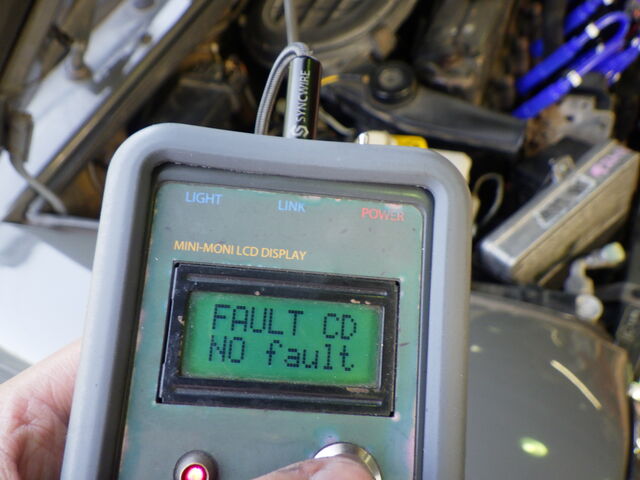 SYNCWIRE
LIGHT LINK POWER
MINI-MONI LCD DISPLAY
FAULT CD
NO fault